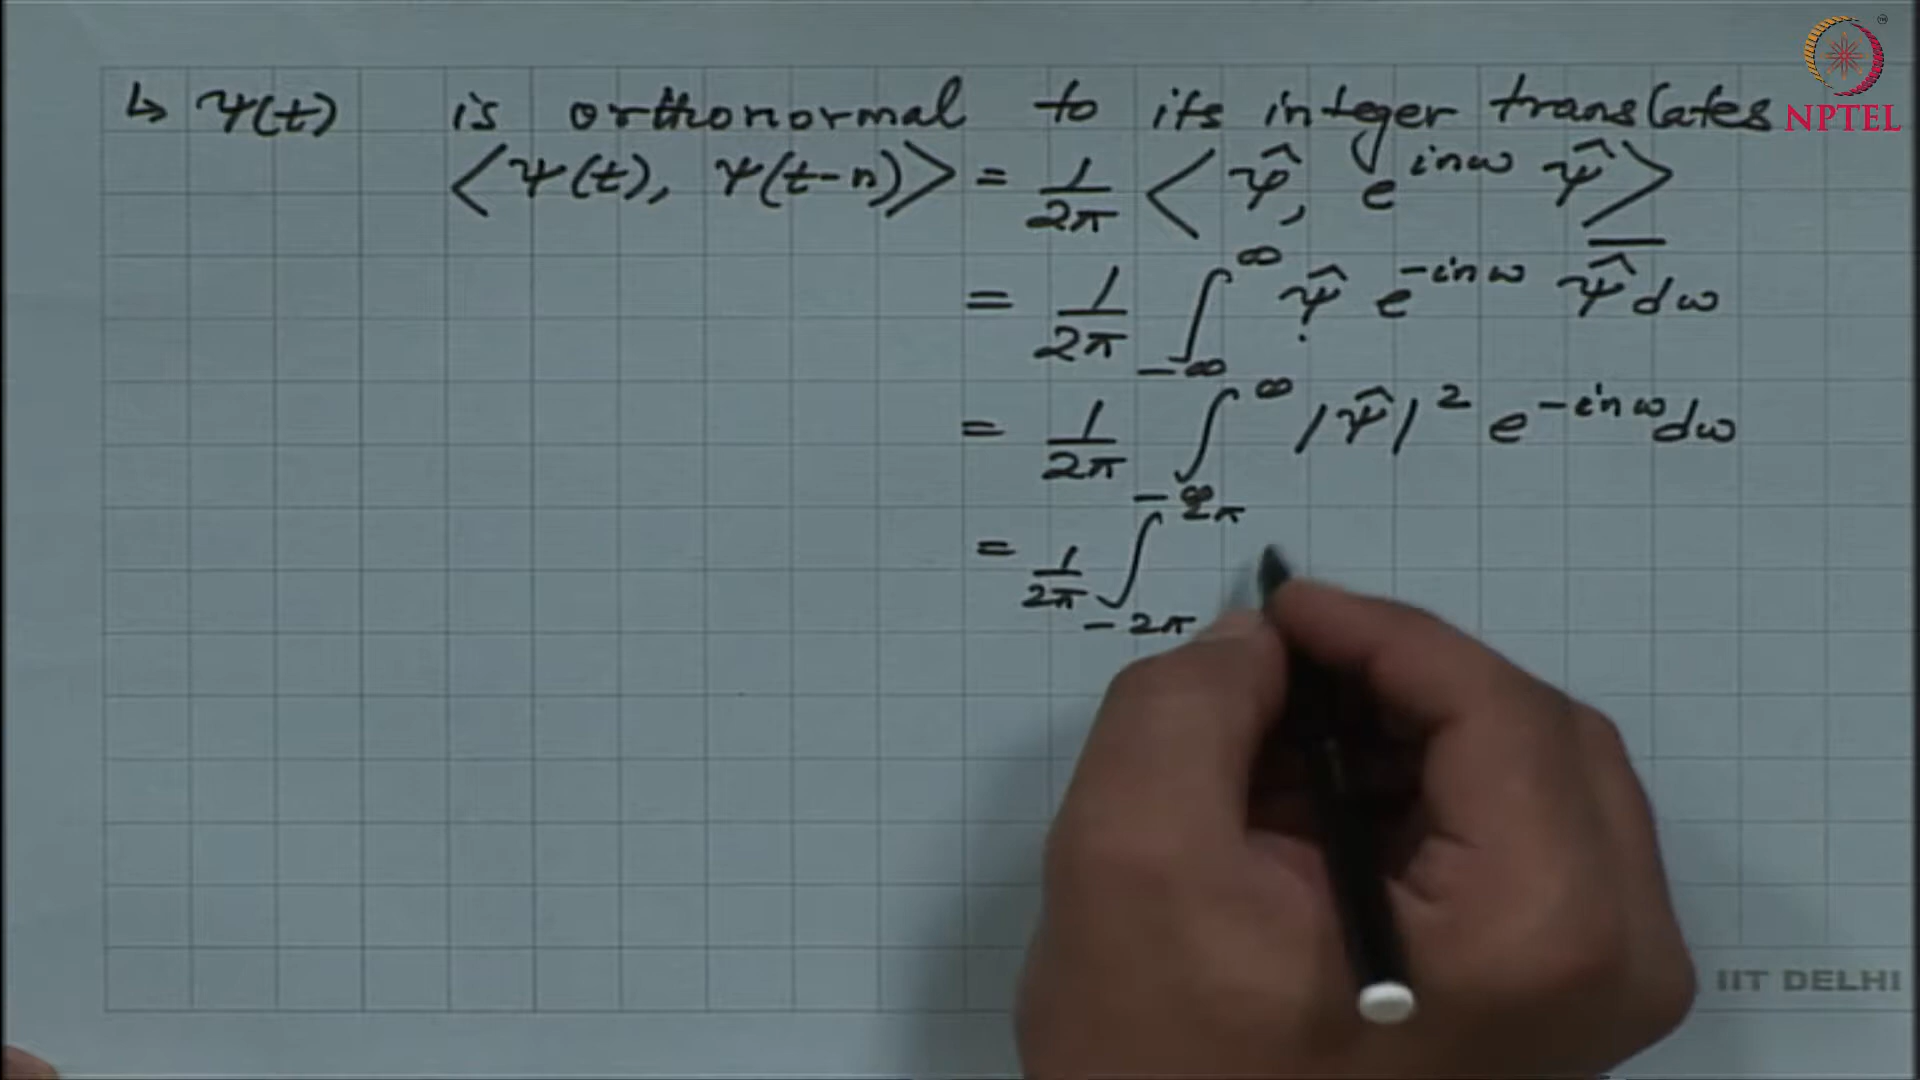 ↳ ψ(t) is orthonormal to its integer translates
⟨ψ(t), ψ(t-n)⟩ = 1/2π ⟨ψ̂, e^{inω} ψ̂⟩
= 1/2π ∫_{-∞}^{∞} ψ̂ e^{-inω} \overline{ψ̂} dω
= 1/2π ∫_{-∞}^{∞} |ψ̂|² e^{-inω} dω
= 1/2π ∫_{-2π}^{2π}
NPTEL
IIT DELHI